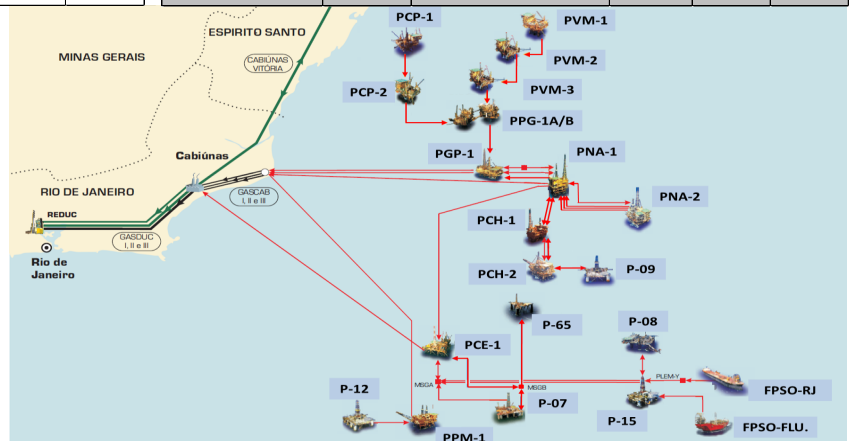 PCP-1
PVM-1
ESPIRITO SANTO
MINAS GERAIS
CABIÚNAS
VITÓRIA
PVM-2
PCP-2
PVM-3
PPG-1A/B
Cabiúnas
PGP-1
PNA-1
RIO DE JANEIRO
GASCAB
I, II e III
PNA-2
REDUC
PCH-1
GASDUC
I, II e III
Rio de
Janeiro
PCH-2
P-09
P-65
P-08
PCE-1
PLEM-Y
MSGA
MSGB
P-12
P-07
FPSO-RJ
P-15
FPSO-FLU.
PPM-1